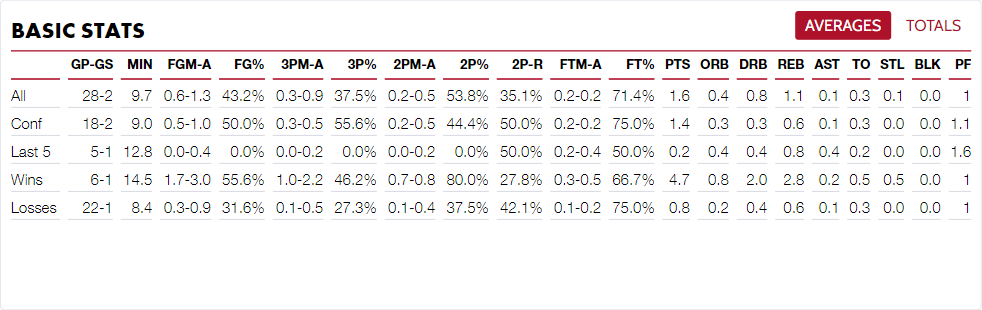 BASIC STATS AVERAGES TOTALS
GP-GS MIN FGM-A FG% 3PM-A 3P% 2PM-A 2P% 2P-R FTM-A FT% PTS ORB DRB REB AST TO STL BLK PF
All 28-2 9.7 0.6-1.3 43.2% 0.3-0.9 37.5% 0.2-0.5 53.8% 35.1% 0.2-0.2 71.4% 1.6 0.4 0.8 1.1 0.1 0.3 0.1 0.0 1
Conf 18-2 9.0 0.5-1.0 50.0% 0.3-0.5 55.6% 0.2-0.5 44.4% 50.0% 0.2-0.2 75.0% 1.4 0.3 0.3 0.6 0.1 0.3 0.0 0.0 1.1
Last 5 5-1 12.8 0.0-0.4 0.0% 0.0-0.2 0.0% 0.0-0.2 0.0% 50.0% 0.2-0.4 50.0% 0.2 0.4 0.4 0.8 0.4 0.2 0.0 0.0 1.6
Wins 6-1 14.5 1.7-3.0 55.6% 1.0-2.2 46.2% 0.7-0.8 80.0% 27.8% 0.3-0.5 66.7% 4.7 0.8 2.0 2.8 0.2 0.5 0.5 0.0 1
Losses 22-1 8.4 0.3-0.9 31.6% 0.1-0.5 27.3% 0.1-0.4 37.5% 42.1% 0.1-0.2 75.0% 0.8 0.2 0.4 0.6 0.1 0.3 0.0 0.0 1